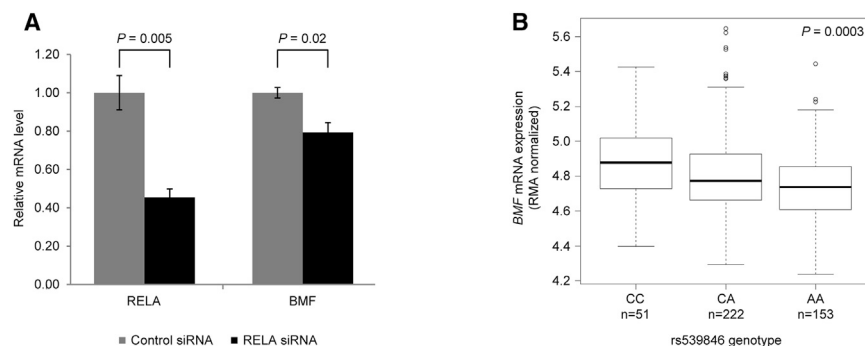 A
P = 0.005
P = 0.02
1.20
1.00
0.80
0.60
0.40
0.20
0.00
Relative mRNA level
RELA
BMF
Control siRNA
RELA siRNA
B
P = 0.0003
5.6
5.4
5.2
5.0
4.8
4.6
4.4
4.2
BMF mRNA expression
(RMA normalized)
CC
CA
AA
n=51
n=222
n=153
rs539846 genotype